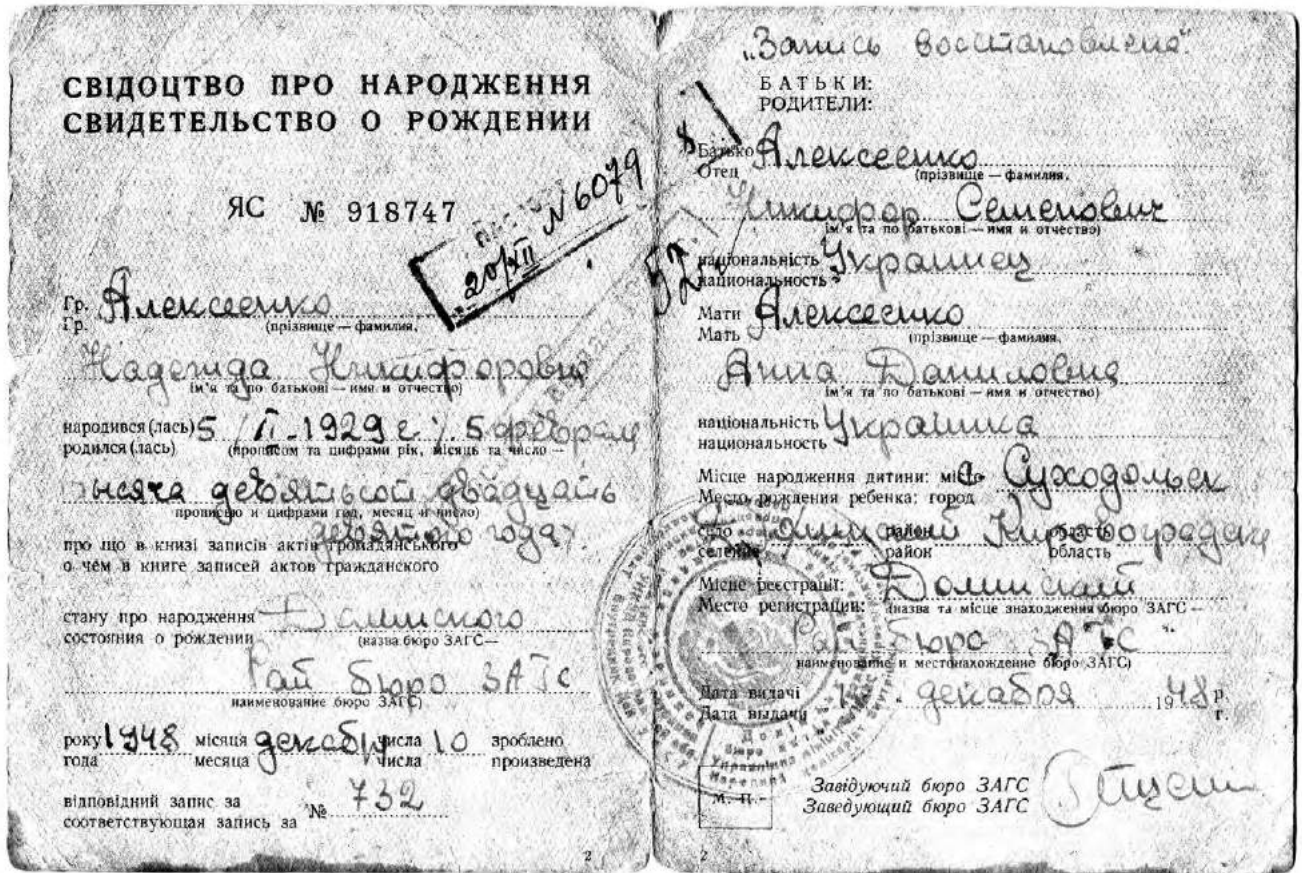 СВІДОЦТВО ПРО НАРОДЖЕННЯ
СВИДЕТЕЛЬСТВО О РОЖДЕНИИ
ЯС № 918747
20/XII N 6079
Гр. Алексеенко
Гр.
(прізвище — фамилия,
Надежда Никифоровна
ім'я та по батькові — имя и отчество)
народився (лась) 5/II-1929 г. 5 февраля
родился (лась)
(прописом та цифрами рік, місяць та число —
тысяча девятьсот двадцать
прописью и цифрами год, месяц и число)
девятого года
про що в книзі записів актів громадянського
о чем в книге записей актов гражданского
стану про народження Долинского
состояния о рождении
(назва бюро ЗАГС—
Рай бюро ЗАГС
наименование бюро ЗАГС)
року 1948 місяця декабря числа 10 зроблено
года месяца числа произведена
відповідний запис за № 732
соответствующая запись за
2
„Запись восстановлена"
БАТЬКИ:
РОДИТЕЛИ:
Батько Алексеенко
Отец
(прізвище — фамилия,
Никифор Семенович
ім'я та по батькові — имя и отчество)
національність Украинец
национальность
Мати Алексеенко
Мать
(прізвище — фамилия,
Анна Даниловна
ім'я та по батькові — имя и отчество)
національність Украинка
национальность
Місце народження дитини: місто с. Суходольск
Место рождения ребенка: город
село Долинский район Кировоградск область
селение район область
Місце реєстрації: Долинский
Место регистрации:
(назва та місце знаходження бюро ЗАГС —
Рай бюро ЗАГС
наименование и местонахождение бюро ЗАГС)
Дата видачі декабря 1948 р.
Дата выдачи г.
М. П.
Завідуючий бюро ЗАГС
Заведующий бюро ЗАГС
2